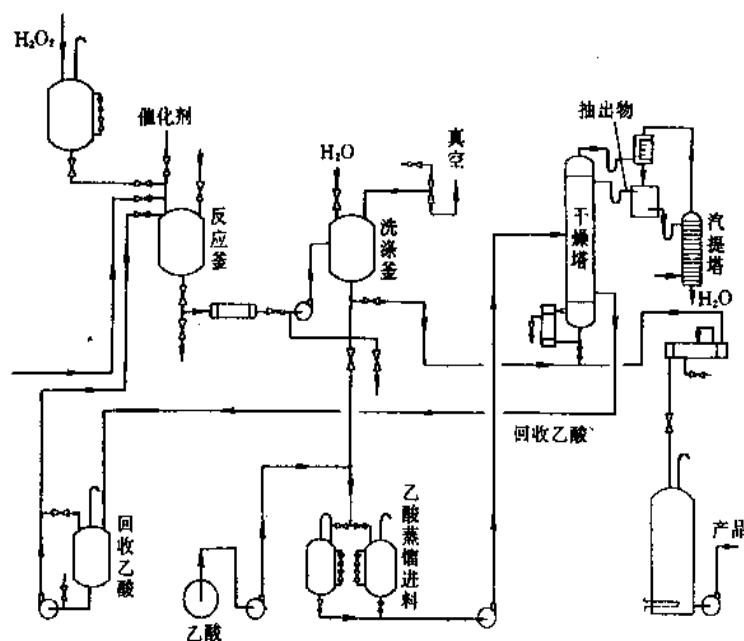 H₂O₂
催化剂
H₂O
真空
抽出物
反应釜
洗涤釜
干燥塔
汽提塔
H₂O
回收乙酸
回收乙酸
乙酸
乙酸蒸馏进料
产品